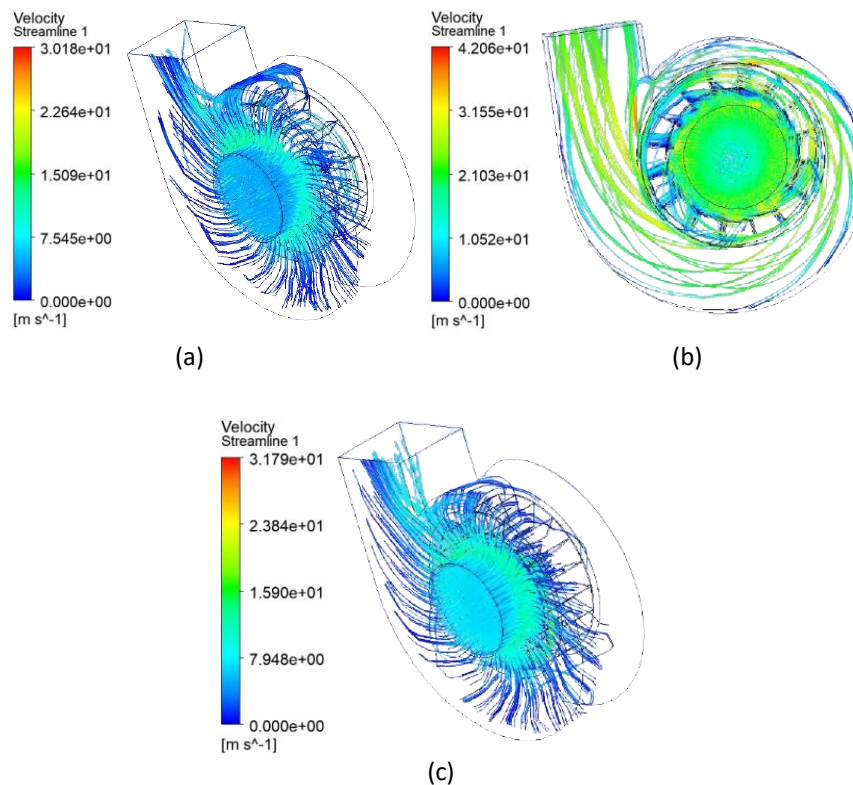 Velocity
Streamline 1
3.018e+01
2.264e+01
1.509e+01
7.545e+00
0.000e+00
[m s^-1]
(a)
Velocity
Streamline 1
4.206e+01
3.155e+01
2.103e+01
1.052e+01
0.000e+00
[m s^-1]
(b)
Velocity
Streamline 1
3.179e+01
2.384e+01
1.590e+01
7.948e+00
0.000e+00
[m s^-1]
(c)